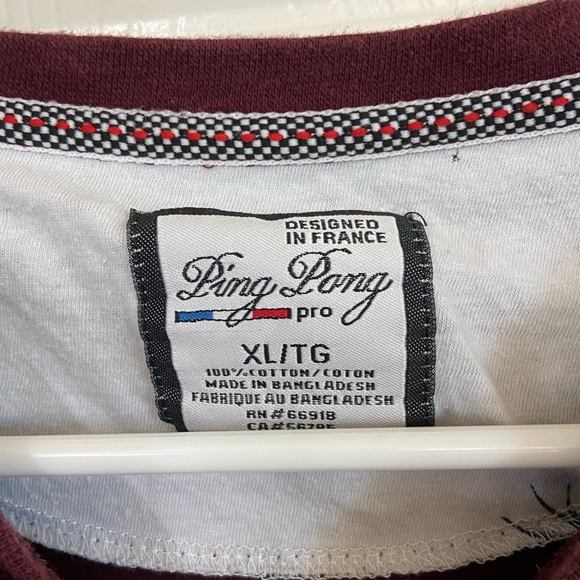 DESIGNED
IN FRANCE
Ping Pong
pro
XL/TG
100% COTTON/COTON
MADE IN BANGLADESH
FABRIQUE AU BANGLADESH
RN# 66918